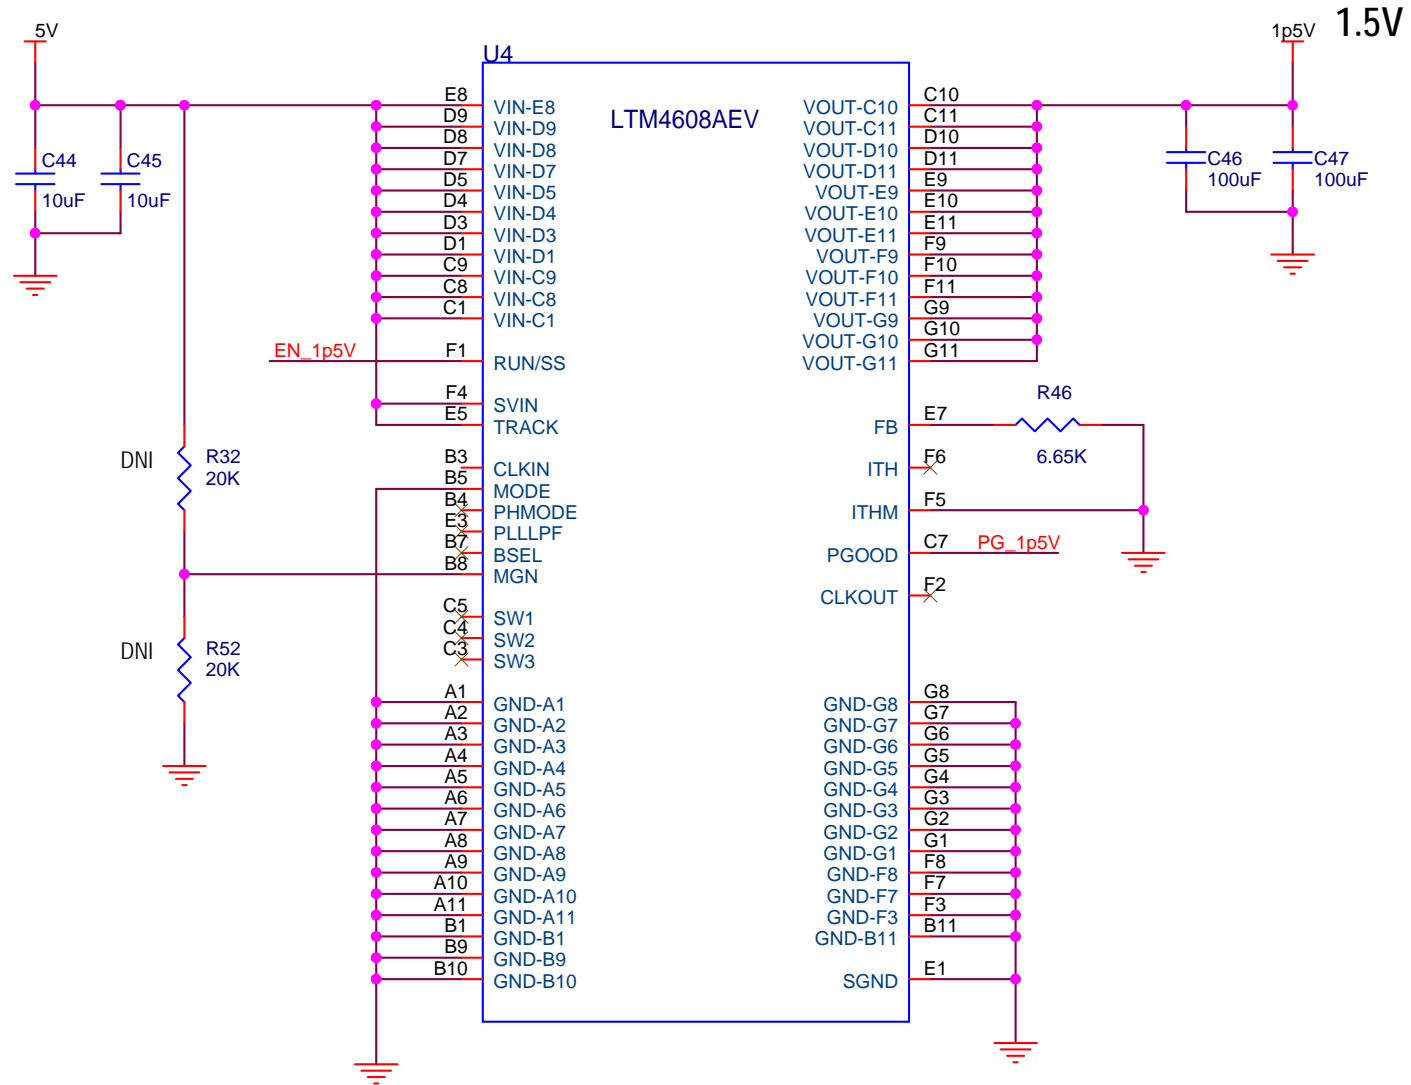 5V
1p5V
1.5V
U4
LTM4608AEV
E8 VIN-E8
D9 VIN-D9
D8 VIN-D8
D7 VIN-D7
D5 VIN-D5
D4 VIN-D4
D3 VIN-D3
D1 VIN-D1
C9 VIN-C9
C8 VIN-C8
C1 VIN-C1
EN_1p5V F1 RUN/SS
F4 SVIN
E5 TRACK
B3 CLKIN
B5 MODE
B4 PHMODE
E3 PLLLPF
B7 BSEL
B8 MGN
C5 SW1
C4 SW2
C3 SW3
A1 GND-A1
A2 GND-A2
A3 GND-A3
A4 GND-A4
A5 GND-A5
A6 GND-A6
A7 GND-A7
A8 GND-A8
A9 GND-A9
A10 GND-A10
A11 GND-A11
B1 GND-B1
B9 GND-B9
B10 GND-B10
VOUT-C10 C10
VOUT-C11 C11
VOUT-D10 D10
VOUT-D11 D11
VOUT-E9 E9
VOUT-E10 E10
VOUT-E11 E11
VOUT-F9 F9
VOUT-F10 F10
VOUT-F11 F11
VOUT-G9 G9
VOUT-G10 G10
VOUT-G11 G11
FB E7
ITH F6
ITHM F5
PGOOD C7 PG_1p5V
CLKOUT F2
GND-G8 G8
GND-G7 G7
GND-G6 G6
GND-G5 G5
GND-G4 G4
GND-G3 G3
GND-G2 G2
GND-G1 G1
GND-F8 F8
GND-F7 F7
GND-F3 F3
GND-B11 B11
SGND E1
C44
10uF
C45
10uF
DNI R32
20K
DNI R52
20K
C46
100uF
C47
100uF
R46
6.65K